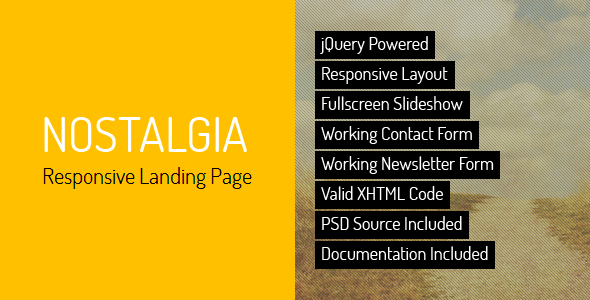 NOSTALGIA
Responsive Landing Page
jQuery Powered
Responsive Layout
Fullscreen Slideshow
Working Contact Form
Working Newsletter Form
Valid XHTML Code
PSD Source Included
Documentation Included